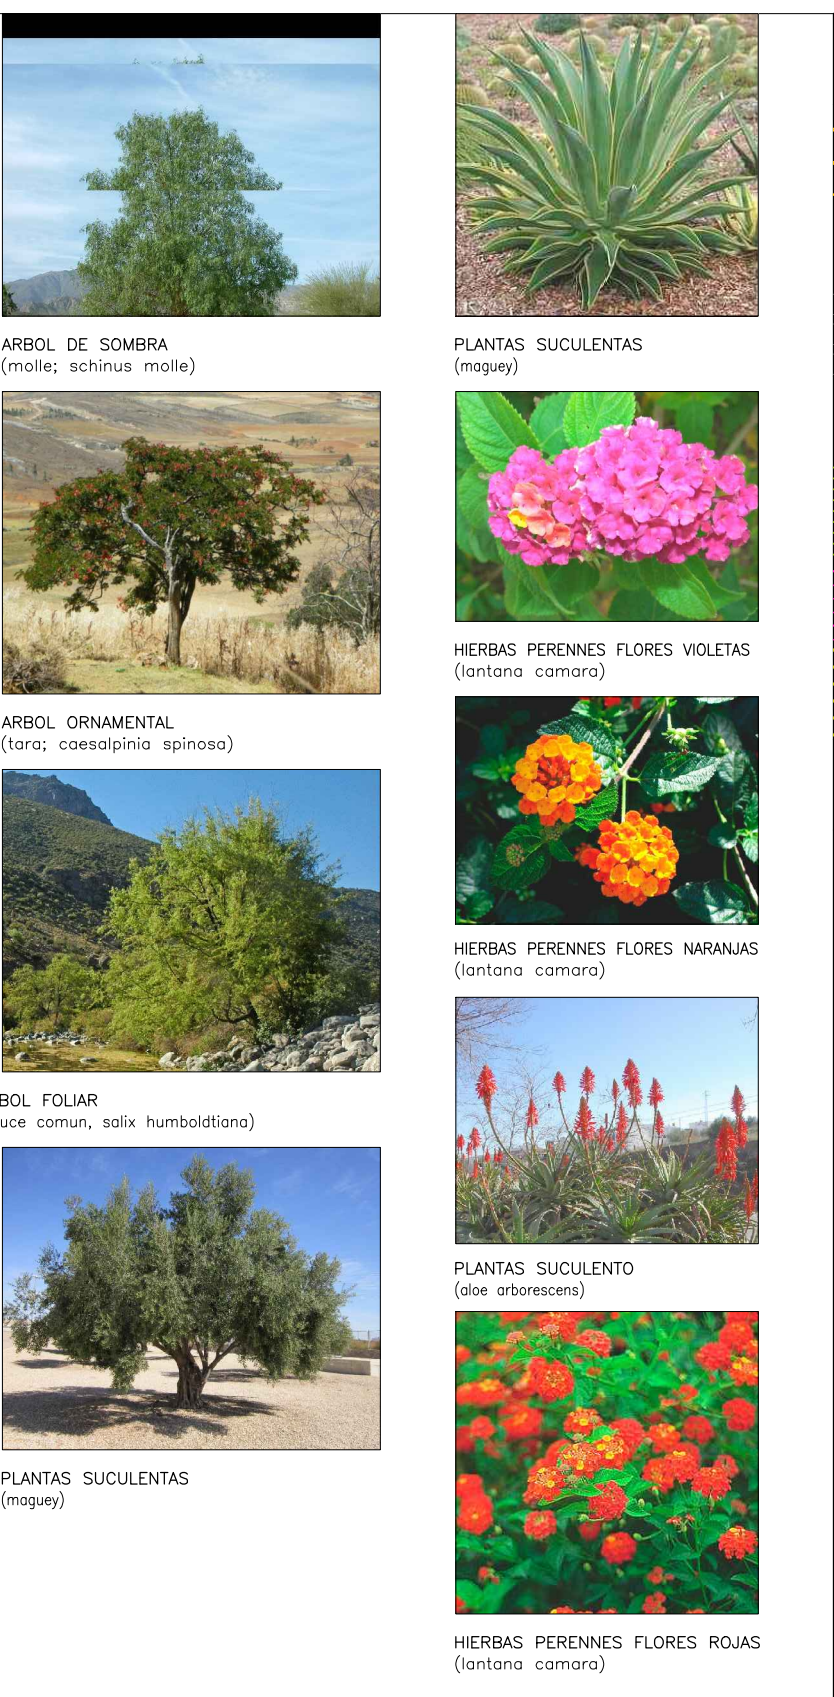 ARBOL DE SOMBRA
(molle; schinus molle)
ARBOL ORNAMENTAL
(tara; caesalpinia spinosa)
BOL FOLIAR
uce comun, salix humboldtiana)
PLANTAS SUCULENTAS
(maguey)
PLANTAS SUCULENTAS
(maguey)
HIERBAS PERENNES FLORES VIOLETAS
(lantana camara)
HIERBAS PERENNES FLORES NARANJAS
(lantana camara)
PLANTAS SUCULENTO
(aloe arborescens)
HIERBAS PERENNES FLORES ROJAS
(lantana camara)